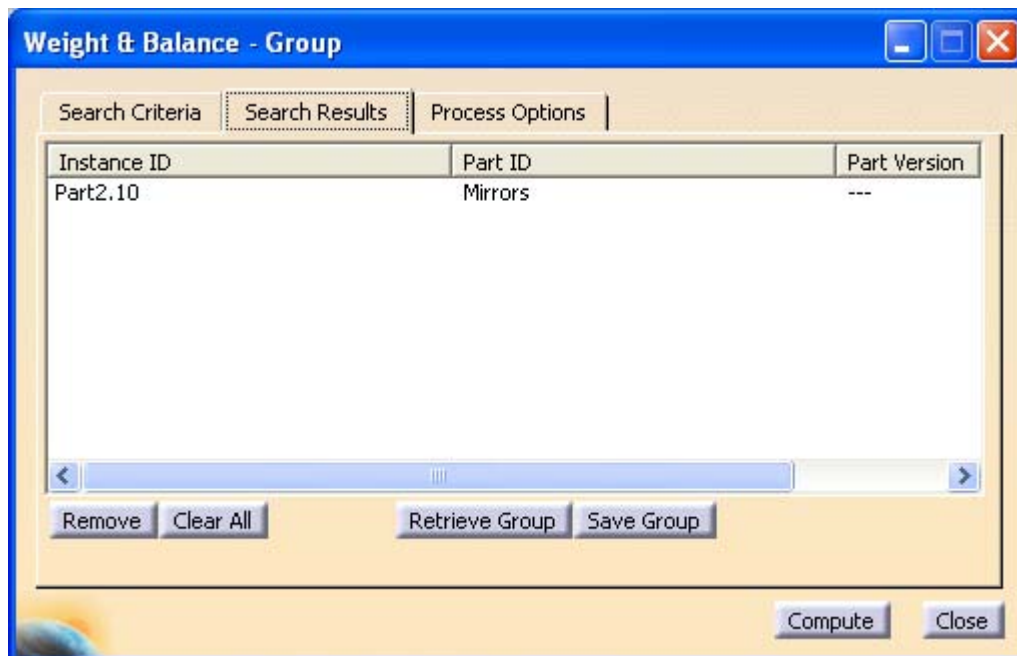 Weight & Balance - Group
Search Criteria Search Results Process Options
Instance ID Part ID Part Version
Part2.10 Mirrors ---
Remove Clear All Retrieve Group Save Group
Compute Close